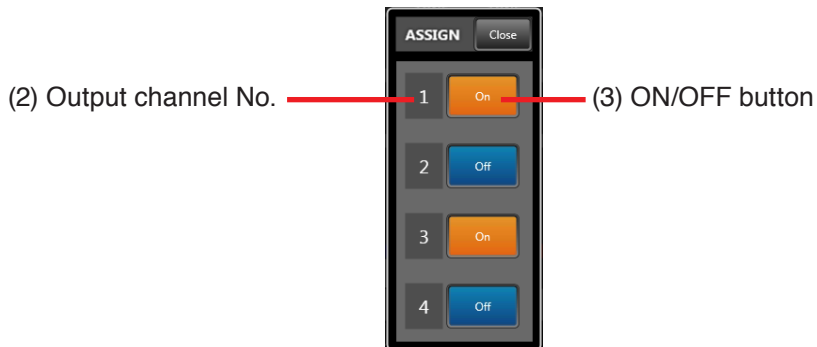 ASSIGN Close
(2) Output channel No. 1 On (3) ON/OFF button
2 Off
3 On
4 Off